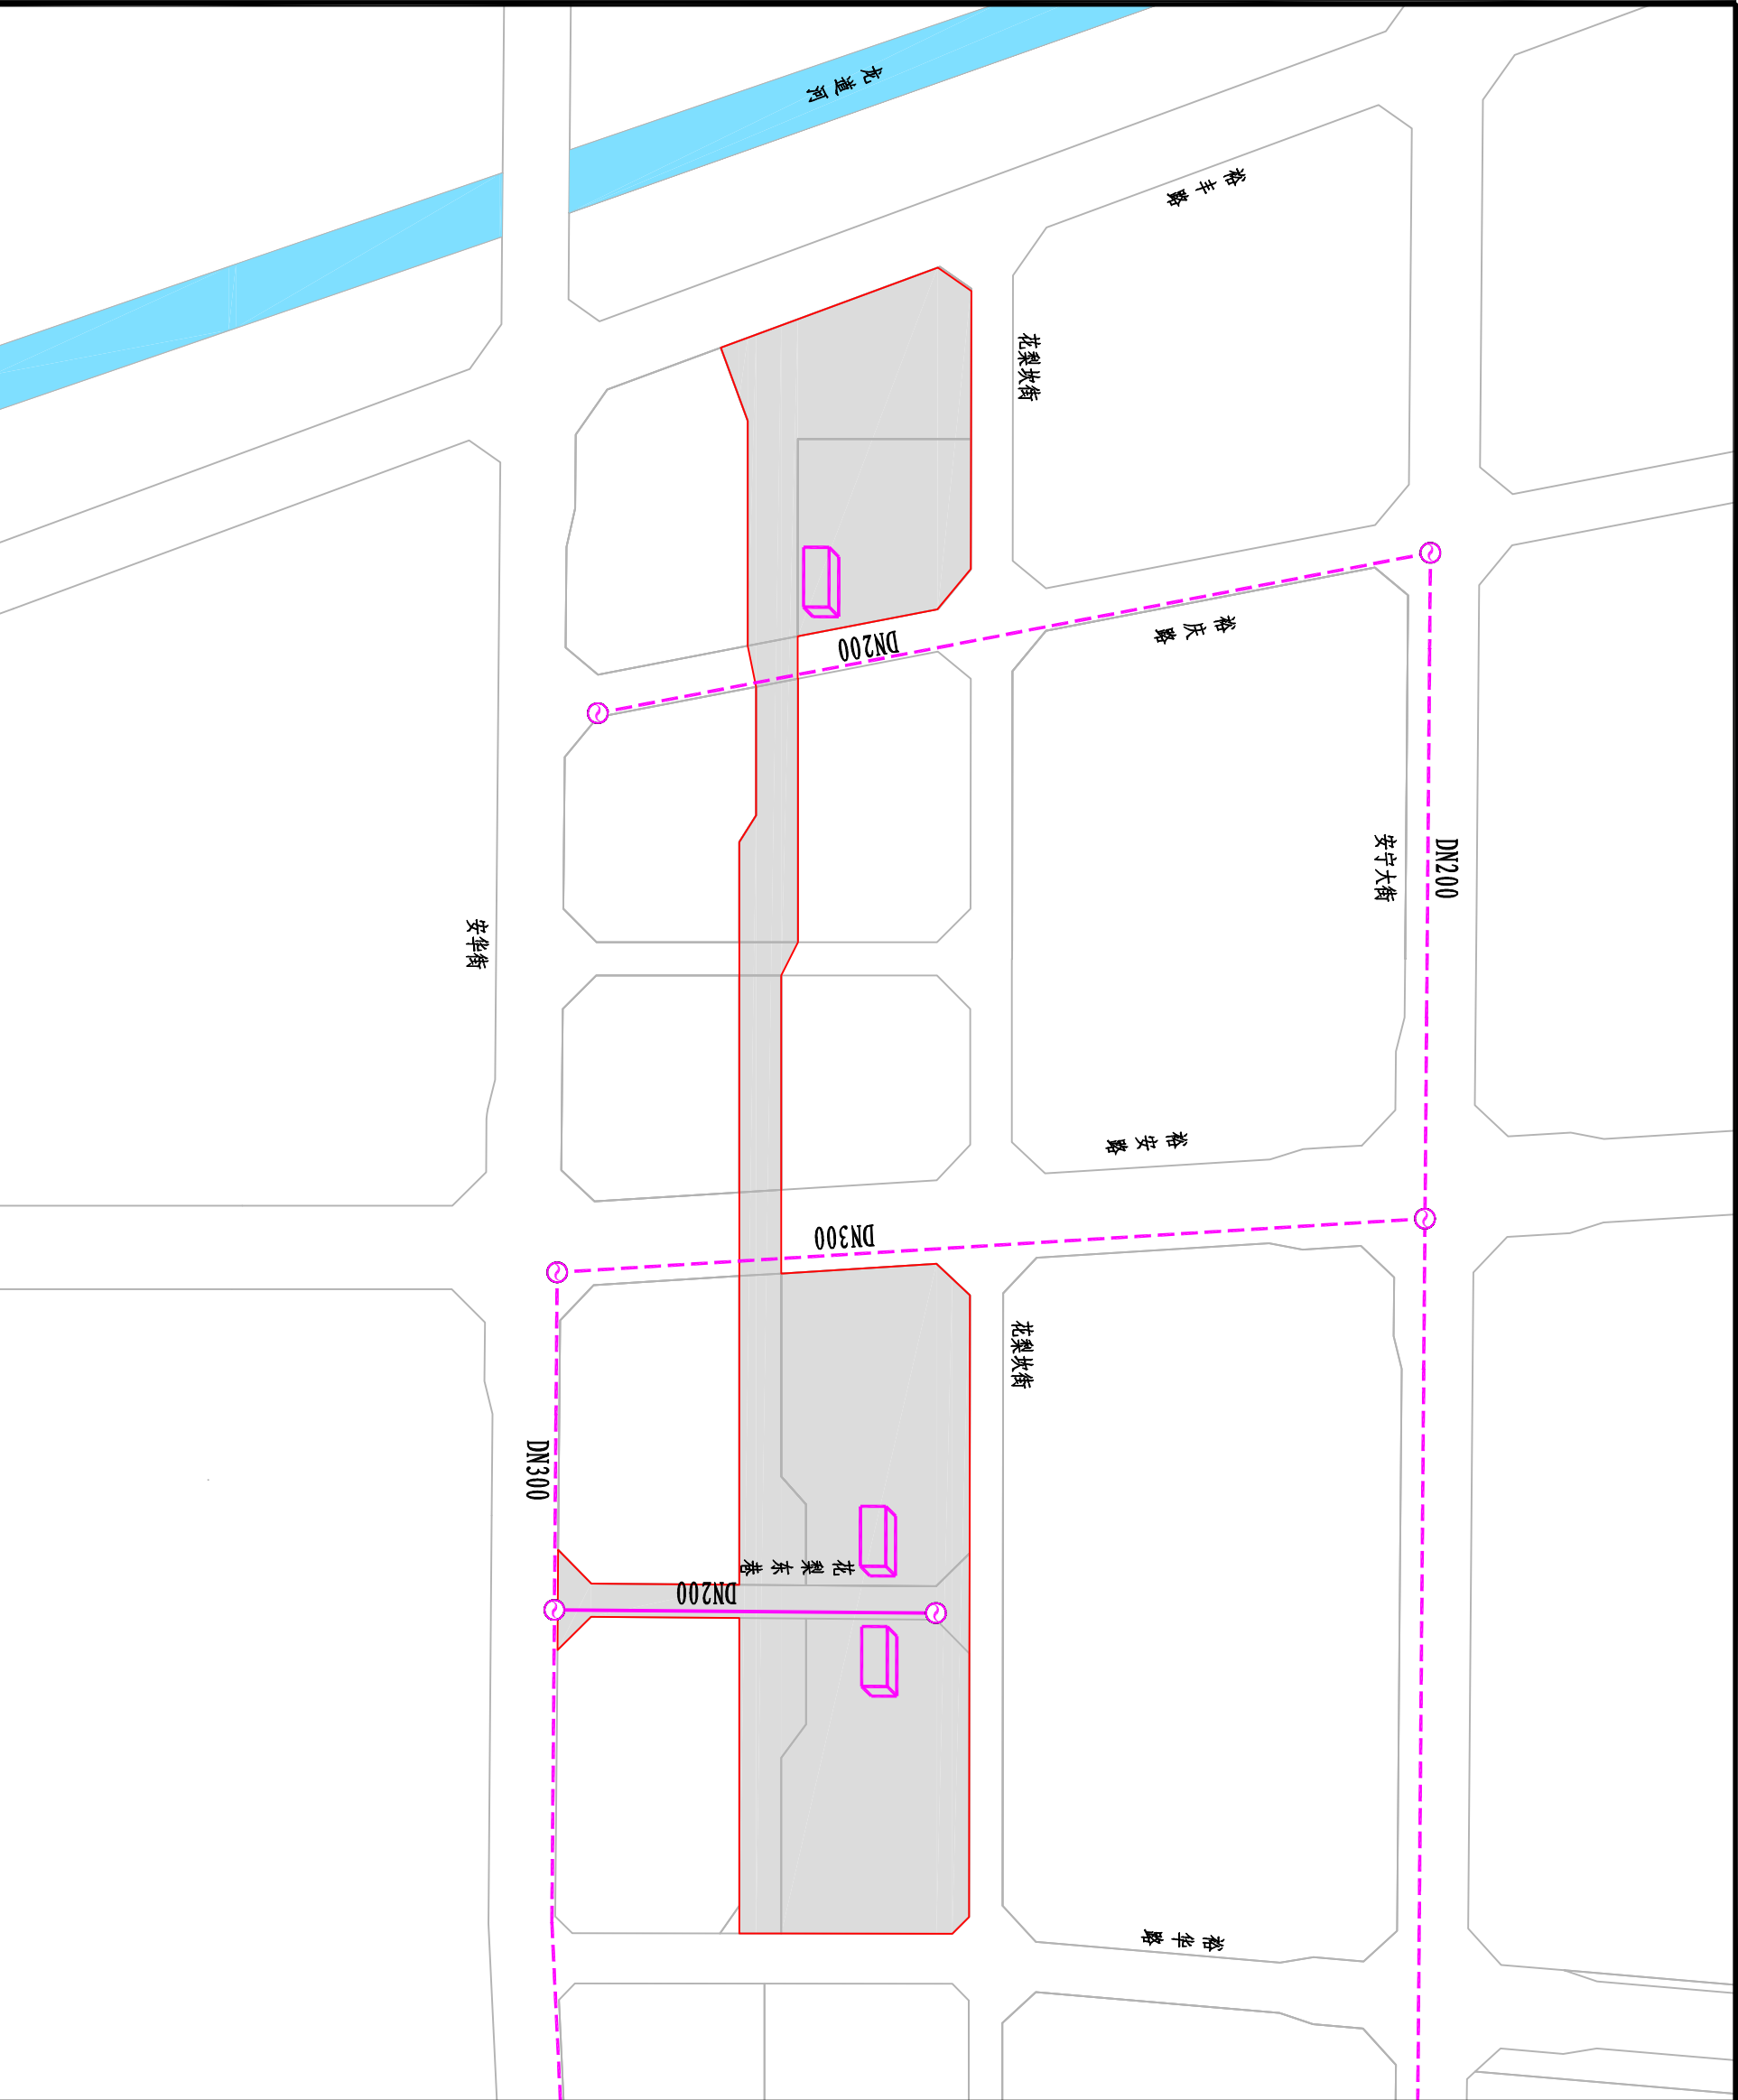 龙道河
裕丰路
花梨坎街
裕庆路
DN200
安宁大街
DN200
安华街
裕安路
DN300
花梨坎街
DN300
花梨东巷
DN200
裕华路